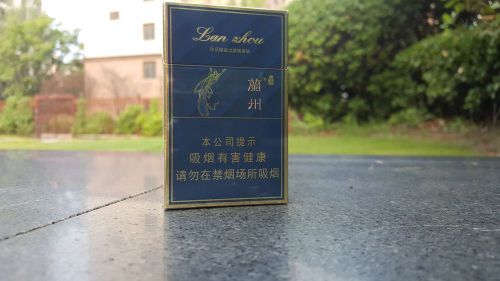 Lan zhou
蘭州
本公司提示
吸烟有害健康
请勿在禁烟场所吸烟